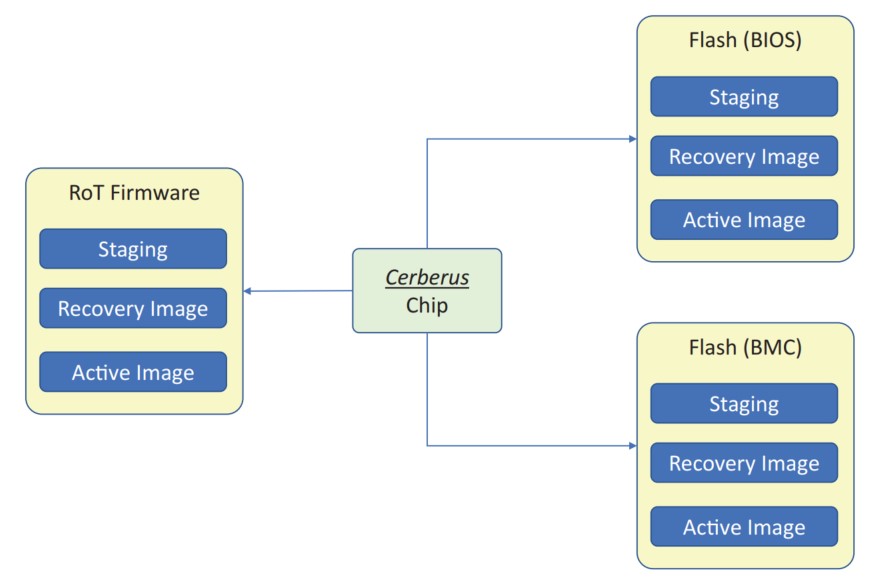 RoT Firmware
Staging
Recovery Image
Active Image
Cerberus
Chip
Flash (BIOS)
Staging
Recovery Image
Active Image
Flash (BMC)
Staging
Recovery Image
Active Image